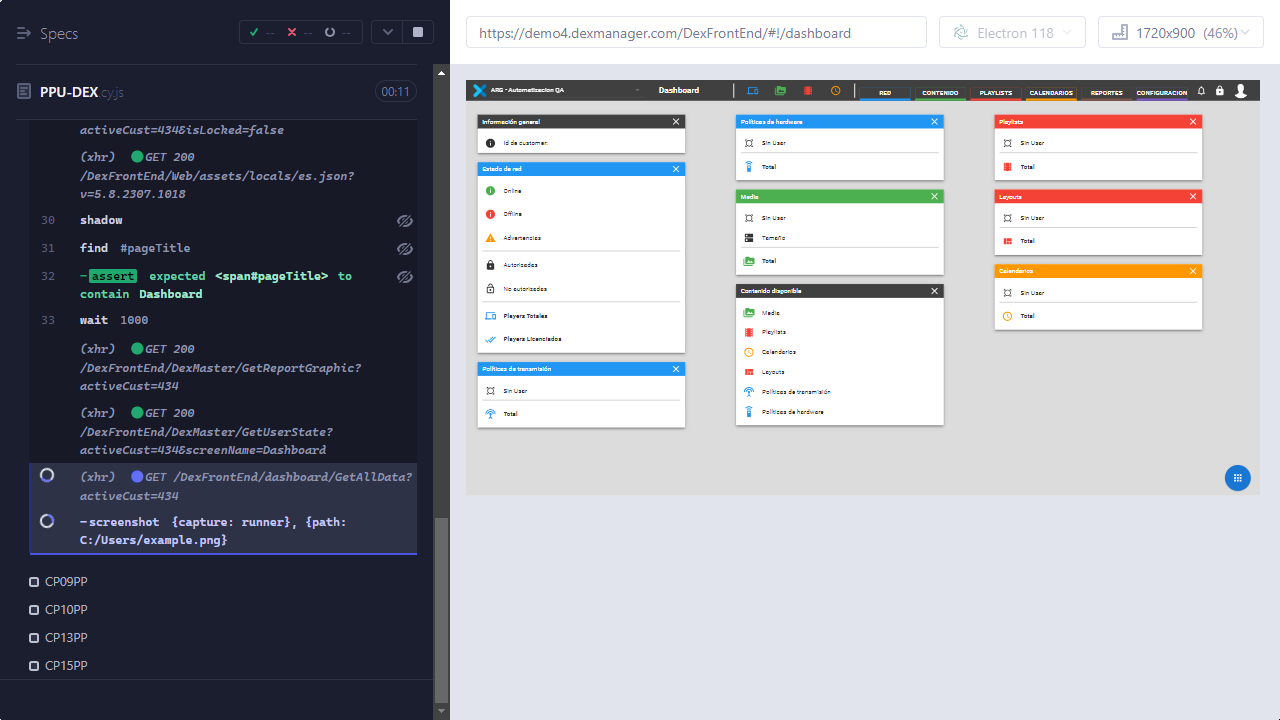 Specs
-- -- --
PPU-DEX.cy.js 00:11
activeCust=434&isLocked=false
(xhr) GET 200
/DexFrontEnd/Web/assets/locals/es.json?
v=5.8.2307.1018
30 shadow
31 find #pageTitle
32 -assert expected <span#pageTitle> to
contain Dashboard
33 wait 1000
(xhr) GET 200
/DexFrontEnd/DexMaster/GetReportGraphic?
activeCust=434
(xhr) GET 200
/DexFrontEnd/DexMaster/GetUserState?
activeCust=434&screenName=Dashboard
(xhr) GET /DexFrontEnd/dashboard/GetAllData?
activeCust=434
-screenshot {capture: runner}, {path:
C:/Users/example.png}
CP09PP
CP10PP
CP13PP
CP15PP
https://demo4.dexmanager.com/DexFrontEnd/#!/dashboard
Electron 118
1720x900 (46%)
ARG - Automatizacion QA
Dashboard
RED CONTENIDO PLAYLISTS CALENDARIOS REPORTES CONFIGURACION
Información general
Id de customer:
Estado de red
Online
Offline
Advertencias
Autorizadas
No autorizadas
Players Totales
Players Licenciados
Políticas de transmisión
Sin User
Total
Políticas de hardware
Sin User
Total
Media
Sin User
Tamaño
Total
Contenido disponible
Media
Playlists
Calendarios
Layouts
Políticas de transmisión
Políticas de hardware
Playlists
Sin User
Total
Layouts
Sin User
Total
Calendarios
Sin User
Total